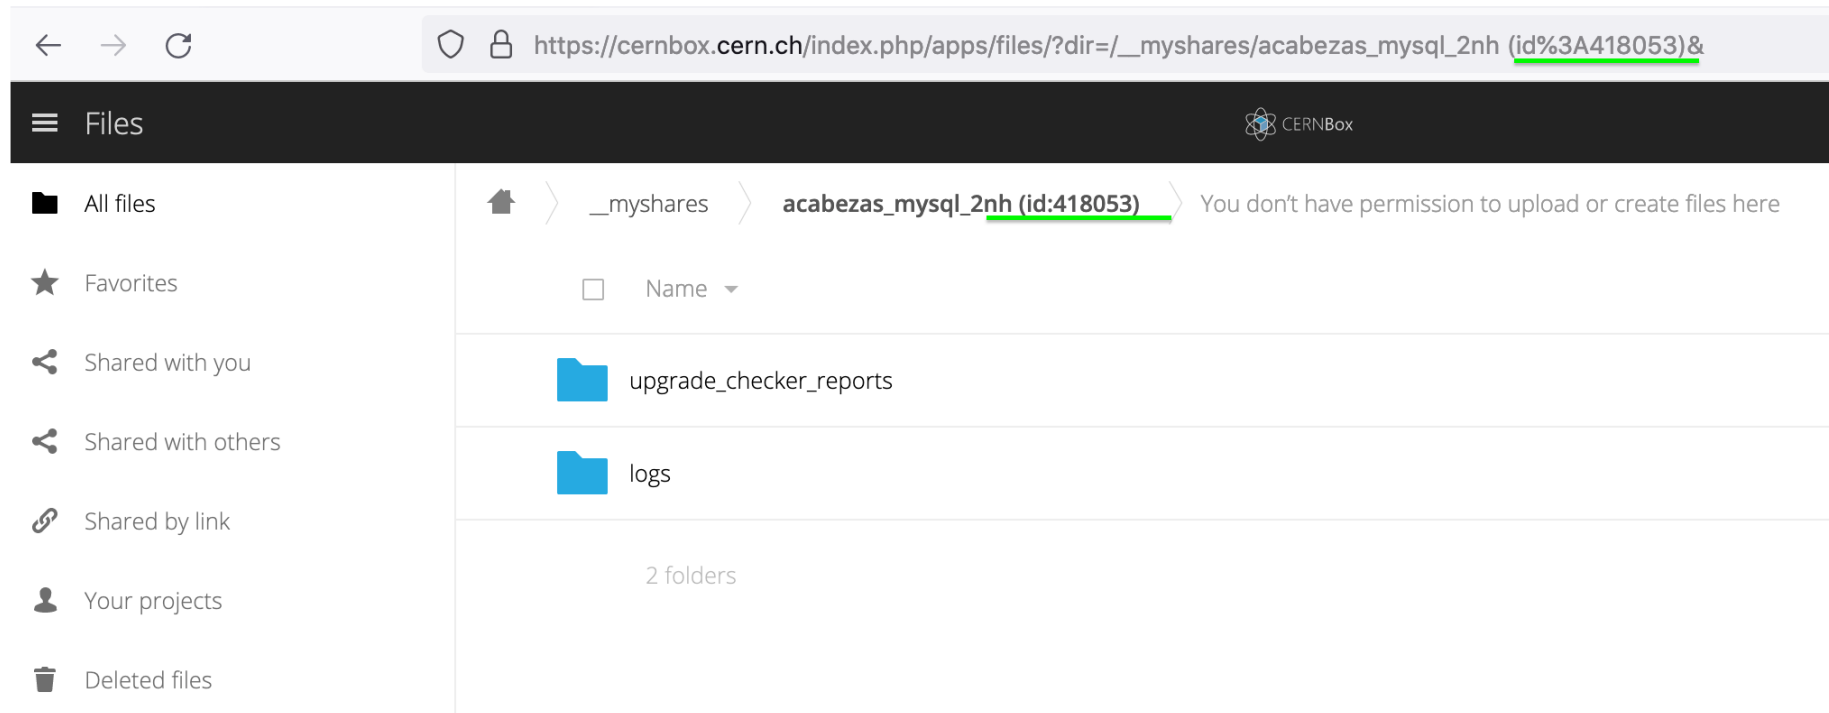 https://cernbox.cern.ch/index.php/apps/files/?dir=/__myshares/acabezas_mysql_2nh (id%3A418053)&
Files
CERNBox
All files
__myshares
acabezas_mysql_2nh (id:418053)
You don’t have permission to upload or create files here
Favorites
Name
Shared with you
upgrade_checker_reports
Shared with others
logs
Shared by link
2 folders
Your projects
Deleted files